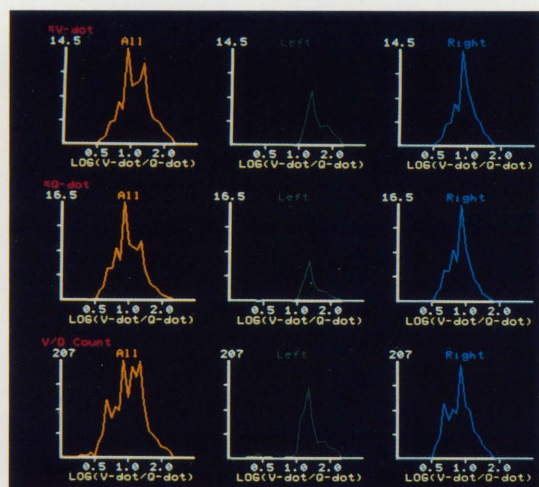 %V-dot
All Left Right
14.5 14.5 14.5
0.5 1.0 2.0 0.5 1.0 2.0 0.5 1.0 2.0
LOG(V-dot/Q-dot) LOG(V-dot/Q-dot) LOG(V-dot/Q-dot)
%Q-dot
All Left Right
16.5 16.5 16.5
0.5 1.0 2.0 0.5 1.0 2.0 0.5 1.0 2.0
LOG(V-dot/Q-dot) LOG(V-dot/Q-dot) LOG(V-dot/Q-dot)
V/Q Count
All Left Right
207 207 207
0.5 1.0 2.0 0.5 1.0 2.0 0.5 1.0 2.0
LOG(V-dot/Q-dot) LOG(V-dot/Q-dot) LOG(V-dot/Q-dot)